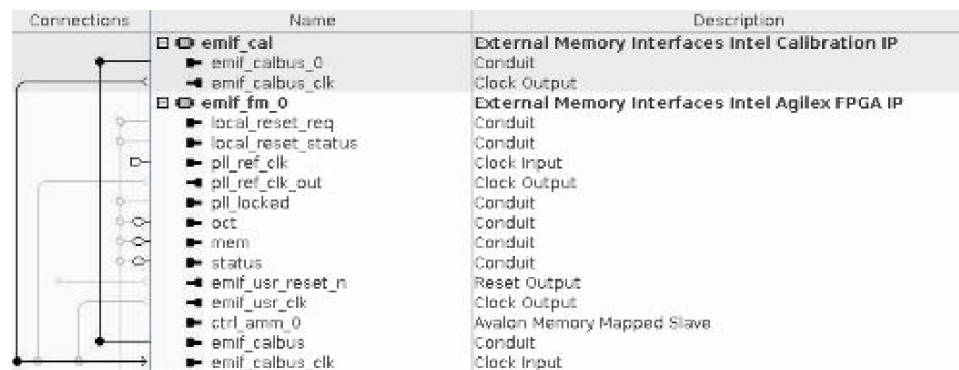 Connections Name Description
emif_cal External Memory Interfaces Intel Calibration IP
emif_calbus_0 Conduit
emif_calbus_clk Clock Output
emif_fm_0 External Memory Interfaces Intel Agilex FPGA IP
local_reset_req Conduit
local_reset_status Conduit
pll_ref_clk Clock Input
pll_ref_clk_out Clock Output
pll_locked Conduit
oct Conduit
mem Conduit
status Conduit
emif_usr_reset_n Reset Output
emif_usr_clk Clock Output
ctrl_amm_0 Avalon Memory Mapped Slave
emif_calbus Conduit
emif_calbus_clk Clock Input